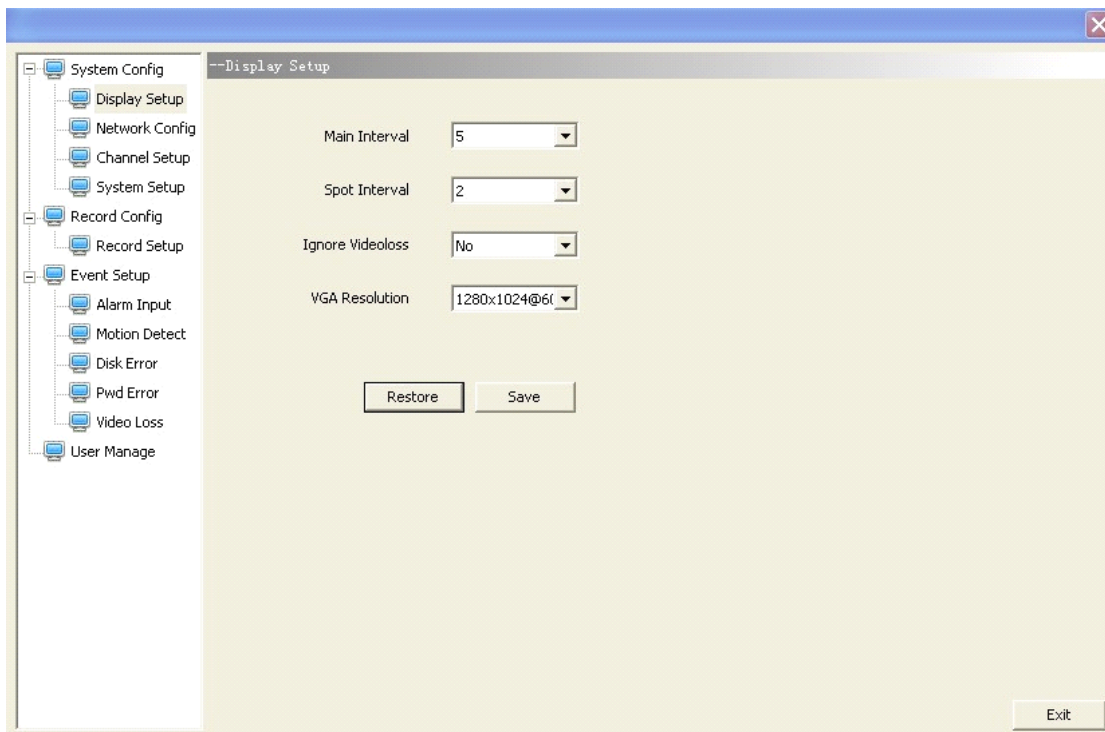 System Config
Display Setup
Network Config
Channel Setup
System Setup
Record Config
Record Setup
Event Setup
Alarm Input
Motion Detect
Disk Error
Pwd Error
Video Loss
User Manage
--Display Setup
Main Interval 5
Spot Interval 2
Ignore Videoloss No
VGA Resolution 1280x1024@6(
Restore Save
Exit